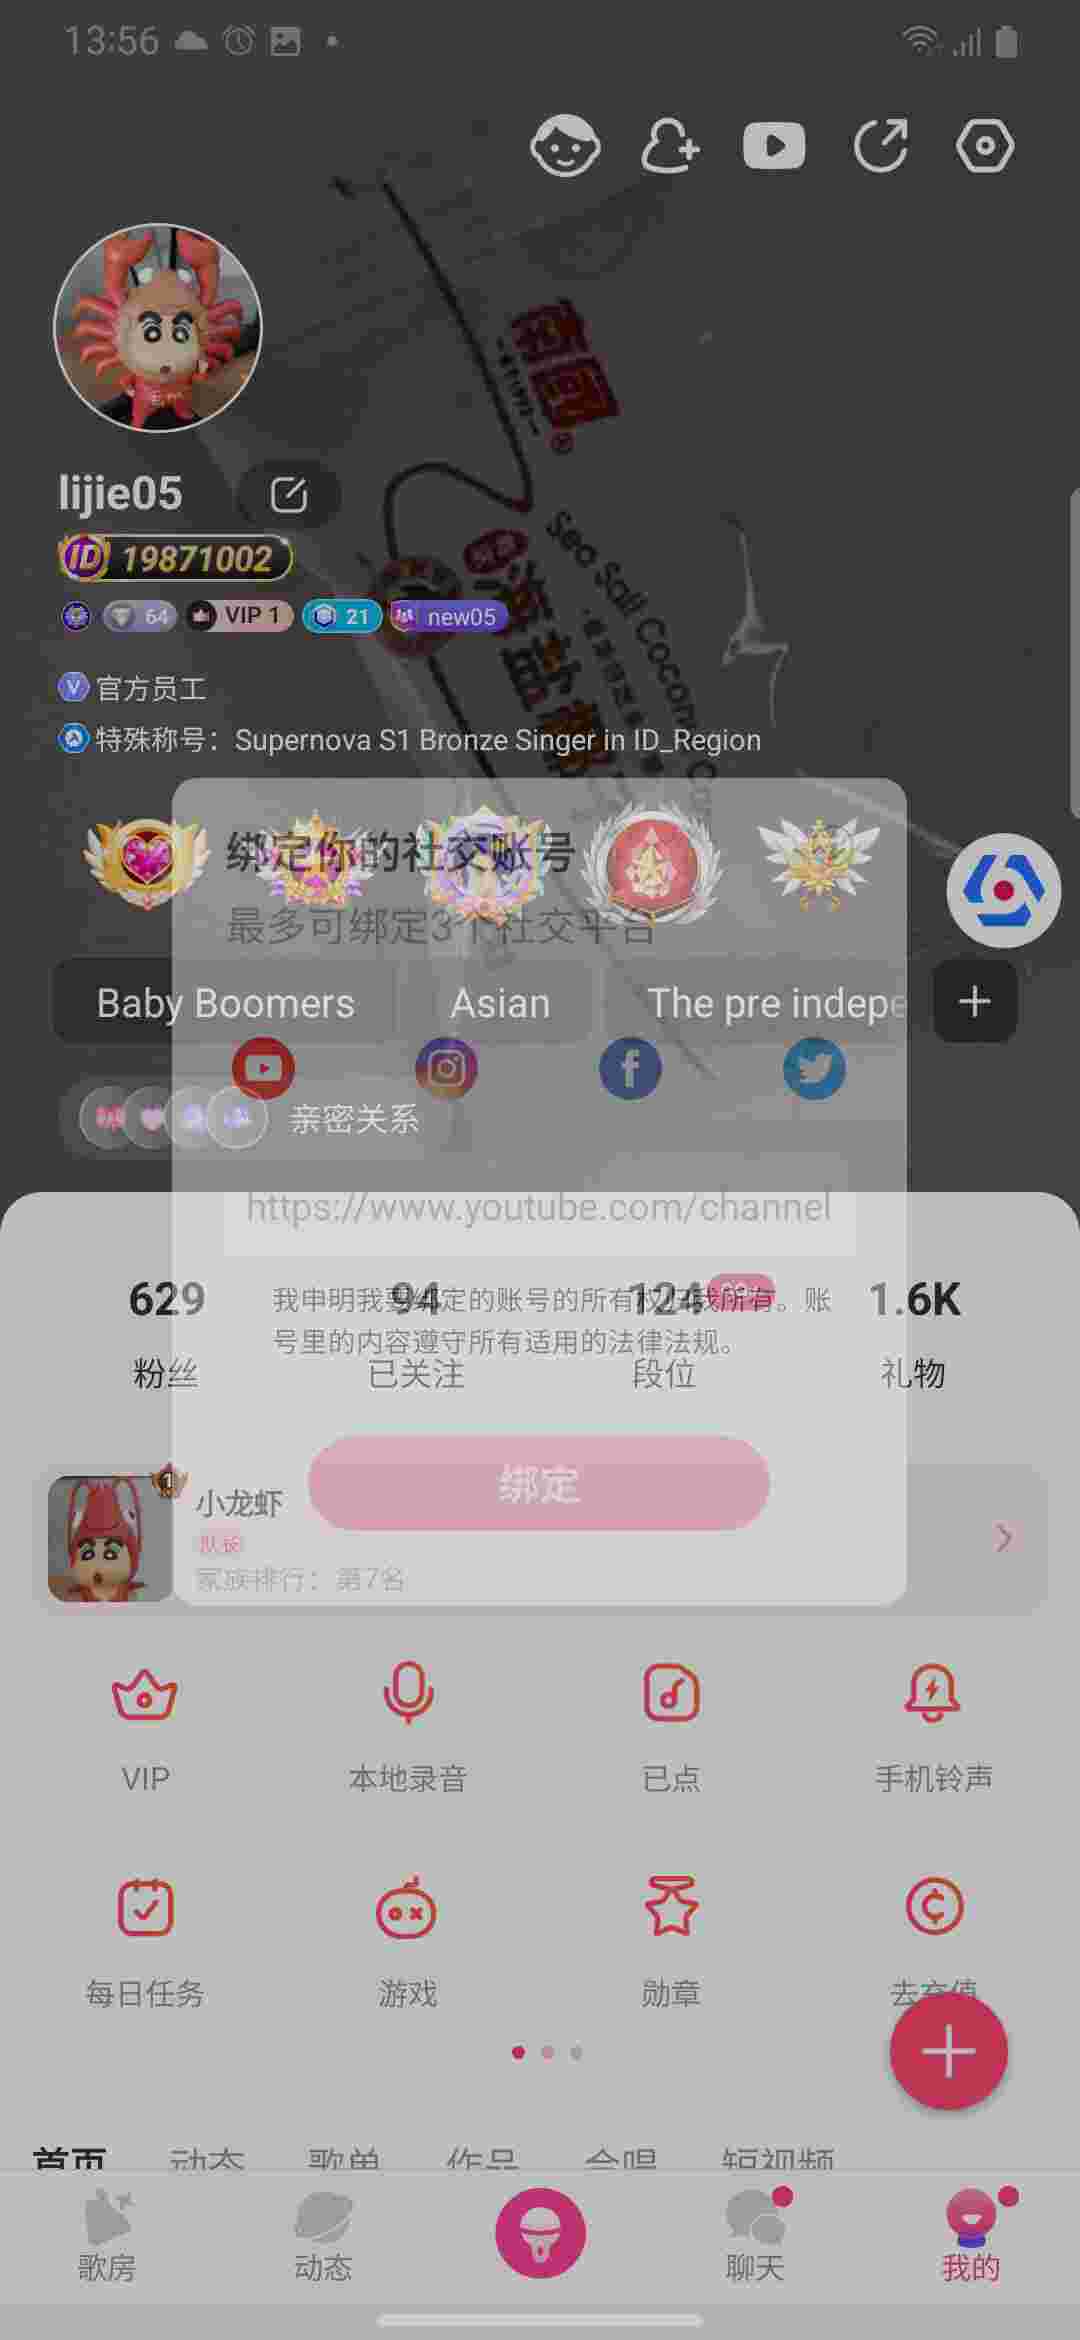 13:56
lijie05
ID 19871002
64
VIP 1
21
new05
官方员工
特殊称号：Supernova S1 Bronze Singer in ID_Region
绑定你的社交账号
最多可绑定3个社交平台
Baby Boomers
Asian
The pre indepe
亲密关系
https://www.youtube.com/channel
629
94
124
1.6K
我申明我要绑定的账号的所有权归我所有。账
号里的内容遵守所有适用的法律法规。
粉丝
已关注
段位
礼物
绑定
1
小龙虾
队长
家族排行：第7名
VIP
本地录音
已点
手机铃声
每日任务
游戏
勋章
去充值
首页
动态
歌单
作品
合唱
短视频
歌房
动态
聊天
我的
Sea Salt Coconut